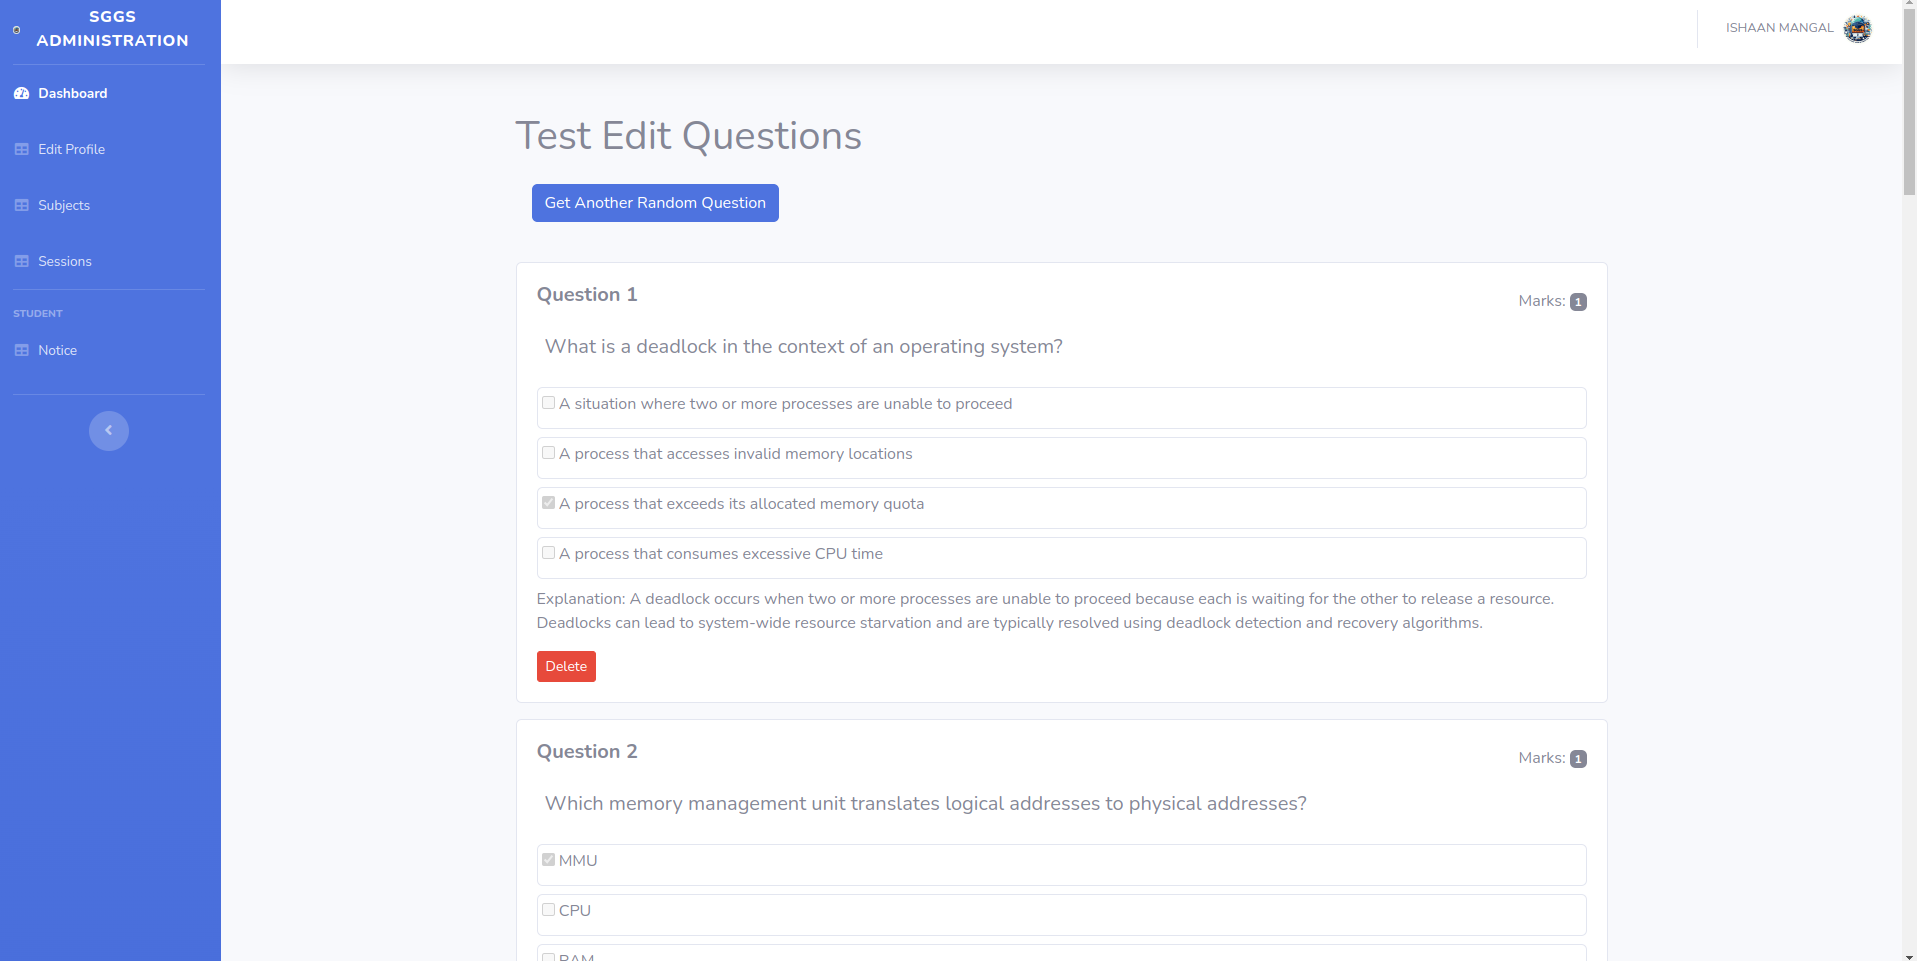 SGGS
ADMINISTRATION
Dashboard
Edit Profile
Subjects
Sessions
STUDENT
Notice
ISHAAN MANGAL
Test Edit Questions
Get Another Random Question
Question 1
Marks: 1
What is a deadlock in the context of an operating system?
A situation where two or more processes are unable to proceed
A process that accesses invalid memory locations
A process that exceeds its allocated memory quota
A process that consumes excessive CPU time
Explanation: A deadlock occurs when two or more processes are unable to proceed because each is waiting for the other to release a resource.
Deadlocks can lead to system-wide resource starvation and are typically resolved using deadlock detection and recovery algorithms.
Delete
Question 2
Marks: 1
Which memory management unit translates logical addresses to physical addresses?
MMU
CPU
RAM